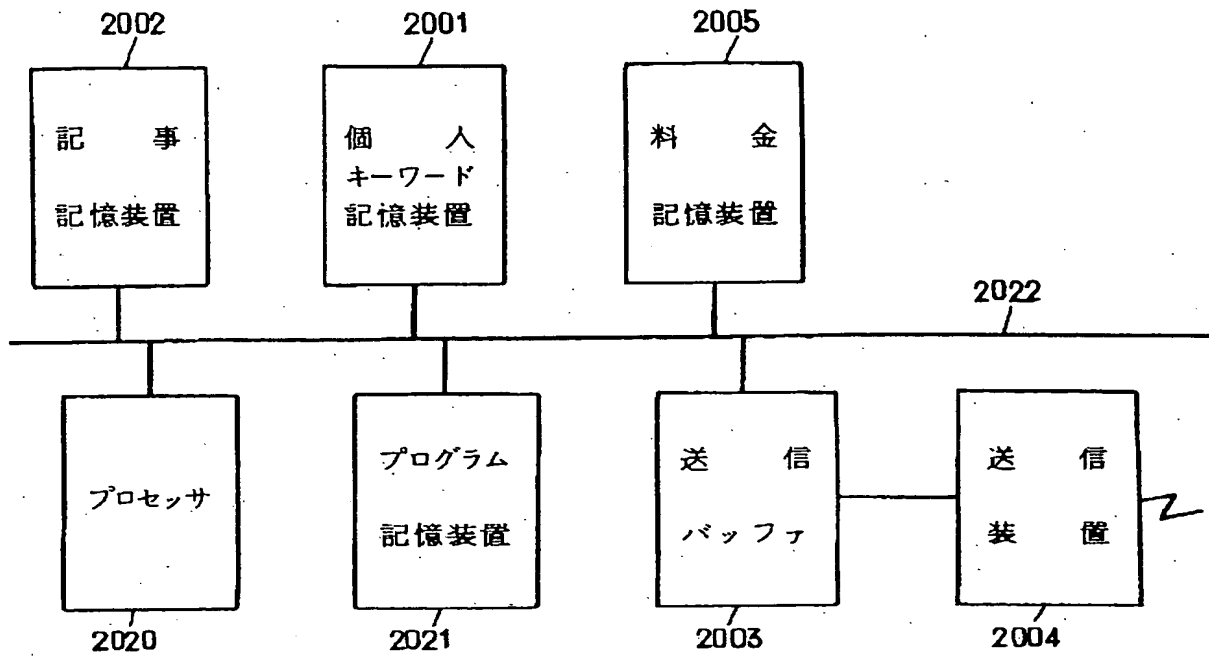 2002
2001
2005
記事
記憶装置
個人
キーワード
記憶装置
料金
記憶装置
2022
プロセッサ
プログラム
記憶装置
送信
バッファ
送信
装置
2020
2021
2003
2004